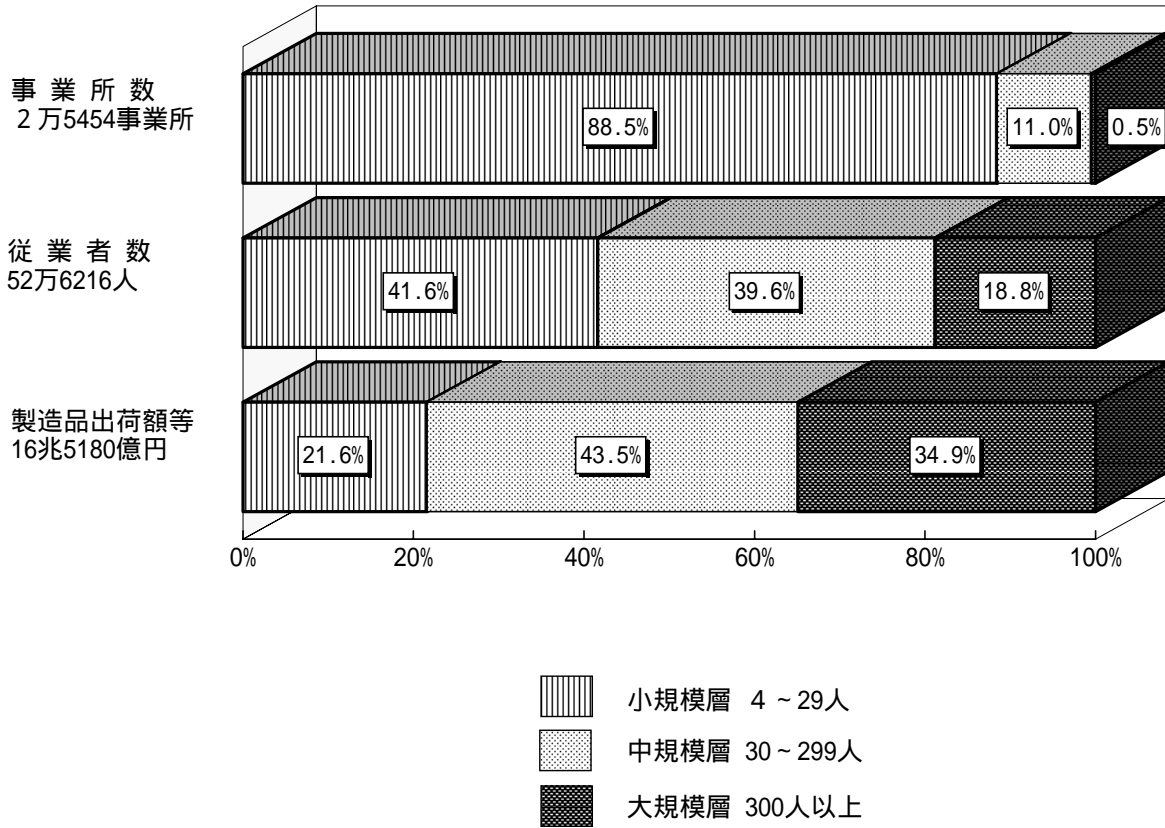 事 業 所 数
２万5454事業所
88.5%
11.0%
0.5%
従 業 者 数
52万6216人
41.6%
39.6%
18.8%
製造品出荷額等
16兆5180億円
21.6%
43.5%
34.9%
0%
20%
40%
60%
80%
100%
小規模層 ４～29人
中規模層 30～299人
大規模層 300人以上